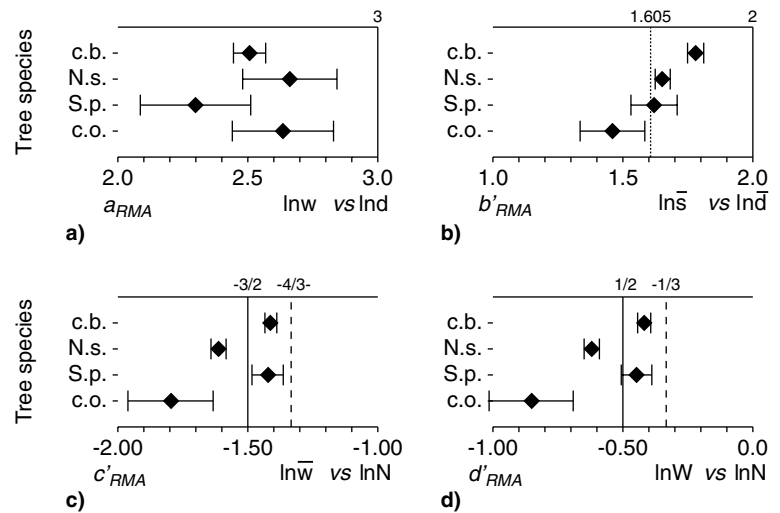 3
1.605
2
Tree species
c.b.
N.s.
S.p.
c.o.
2.0
2.5
3.0
1.0
1.5
2.0
a_RMA
lnw vs lnd
b'_RMA
lns̅ vs lnd̅
a)
b)
-3/2
-4/3-
1/2
-1/3
Tree species
c.b.
N.s.
S.p.
c.o.
c.b.
N.s.
S.p.
c.o.
c.b.
N.s.
S.p.
c.o.
-2.00
-1.50
-1.00
-1.00
-0.50
0.0
c'_RMA
lnw̅ vs lnN
d'_RMA
lnW vs lnN
c)
d)